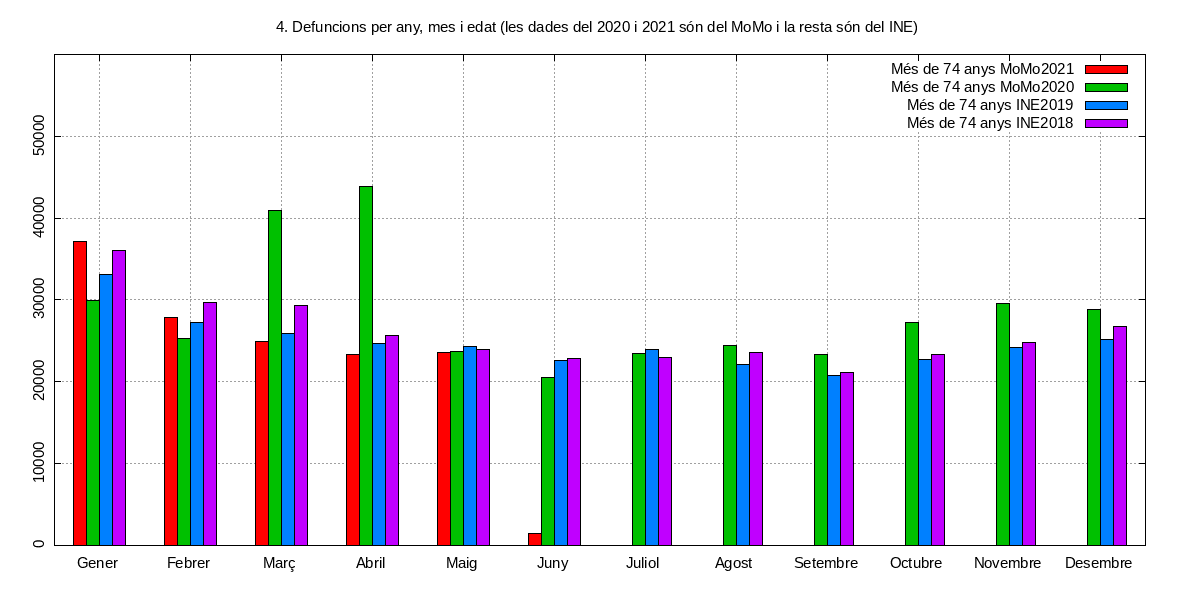 4. Defuncions per any, mes i edat (les dades del 2020 i 2021 són del MoMo i la resta són del INE)
Més de 74 anys MoMo2021
Més de 74 anys MoMo2020
Més de 74 anys INE2019
Més de 74 anys INE2018
50000
40000
30000
20000
10000
0
Gener Febrer Març Abril Maig Juny Juliol Agost Setembre Octubre Novembre Desembre